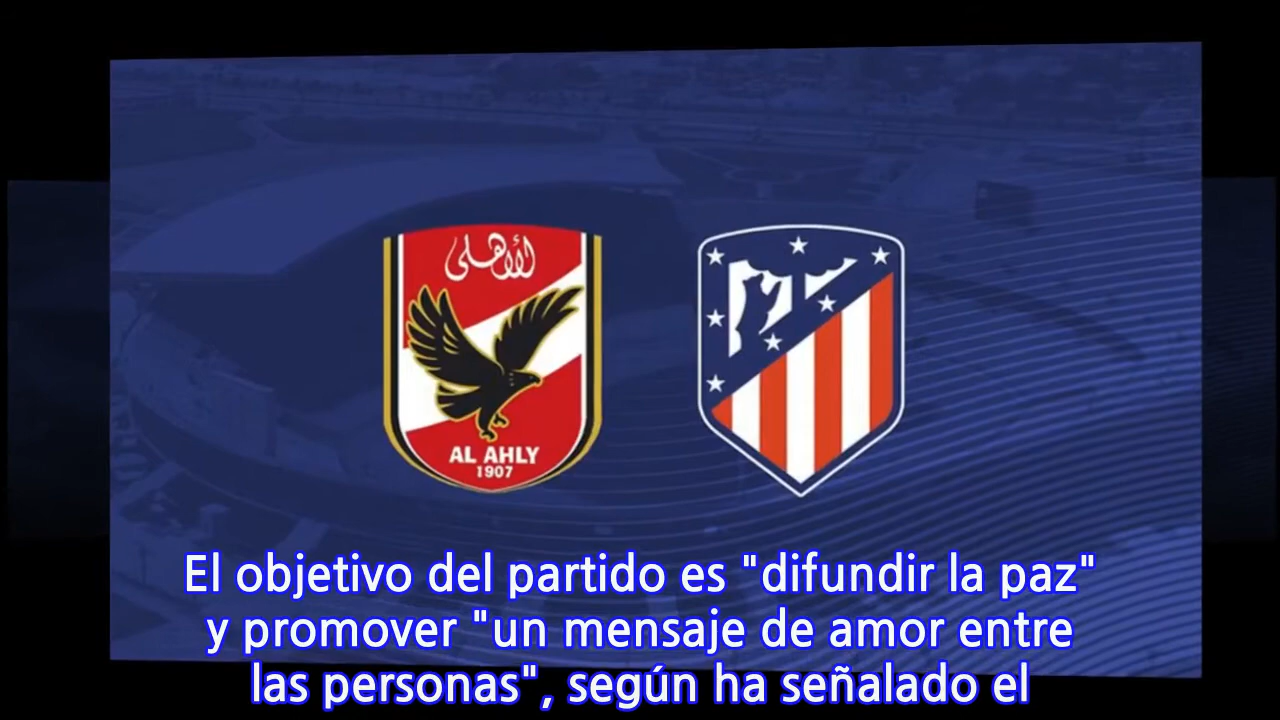 الأهلى
AL AHLY
1907
El objetivo del partido es "difundir la paz"
y promover "un mensaje de amor entre
las personas", según ha señalado el